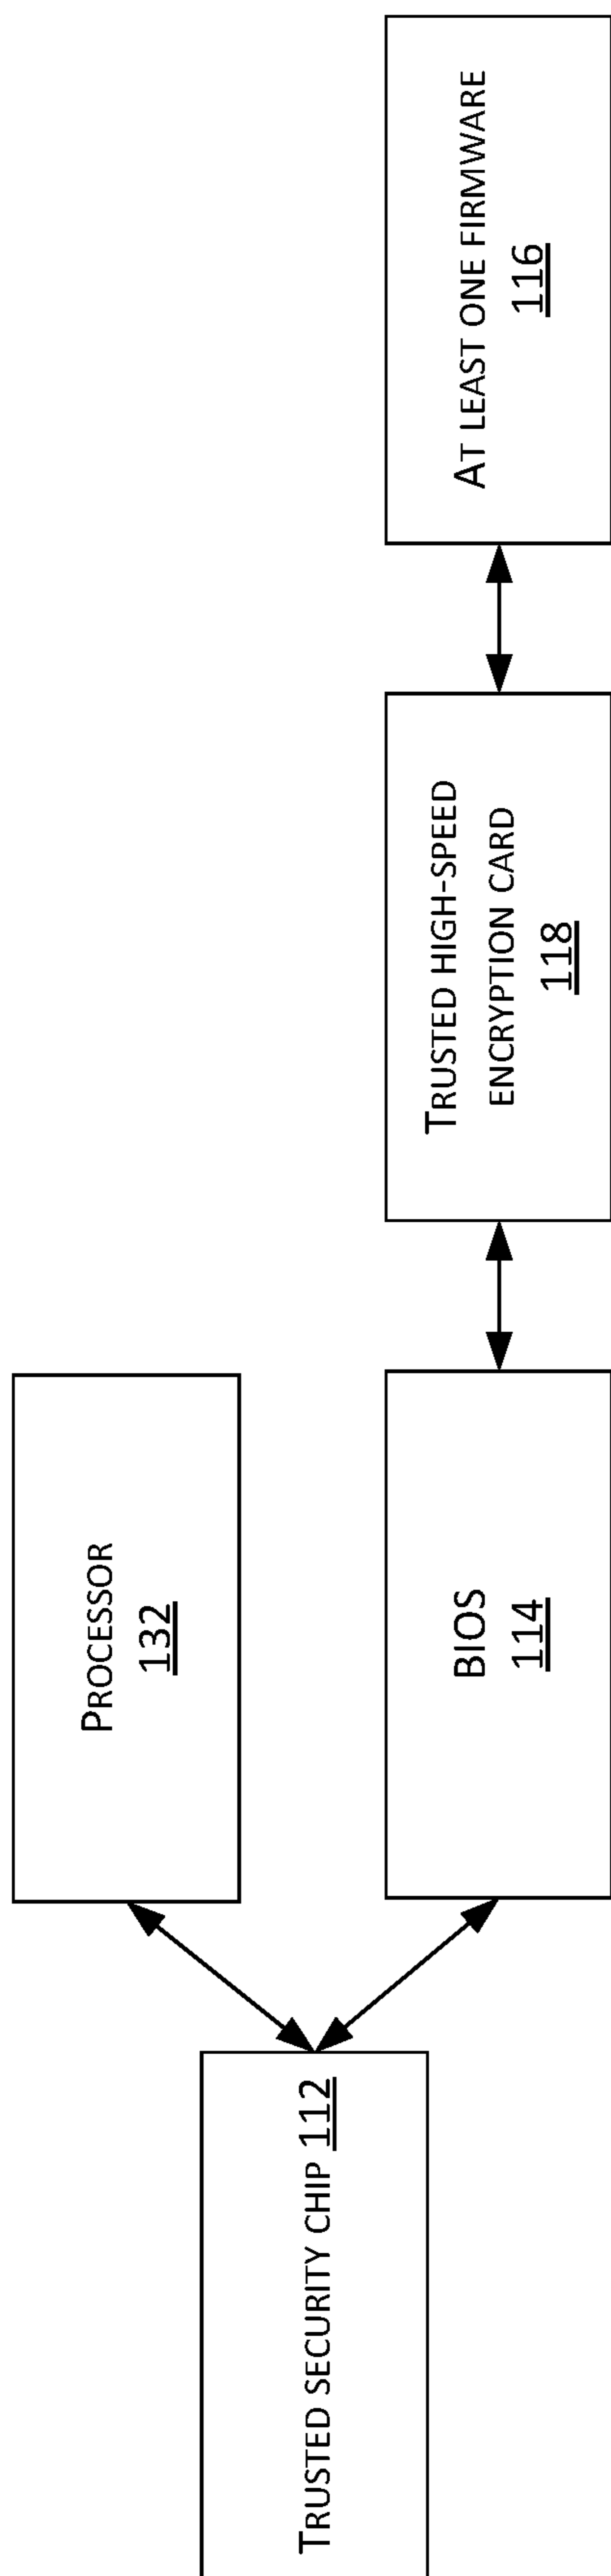 TRUSTED SECURITY CHIP 112
PROCESSOR
132
BIOS
114
TRUSTED HIGH-SPEED
ENCRYPTION CARD
118
AT LEAST ONE FIRMWARE
116